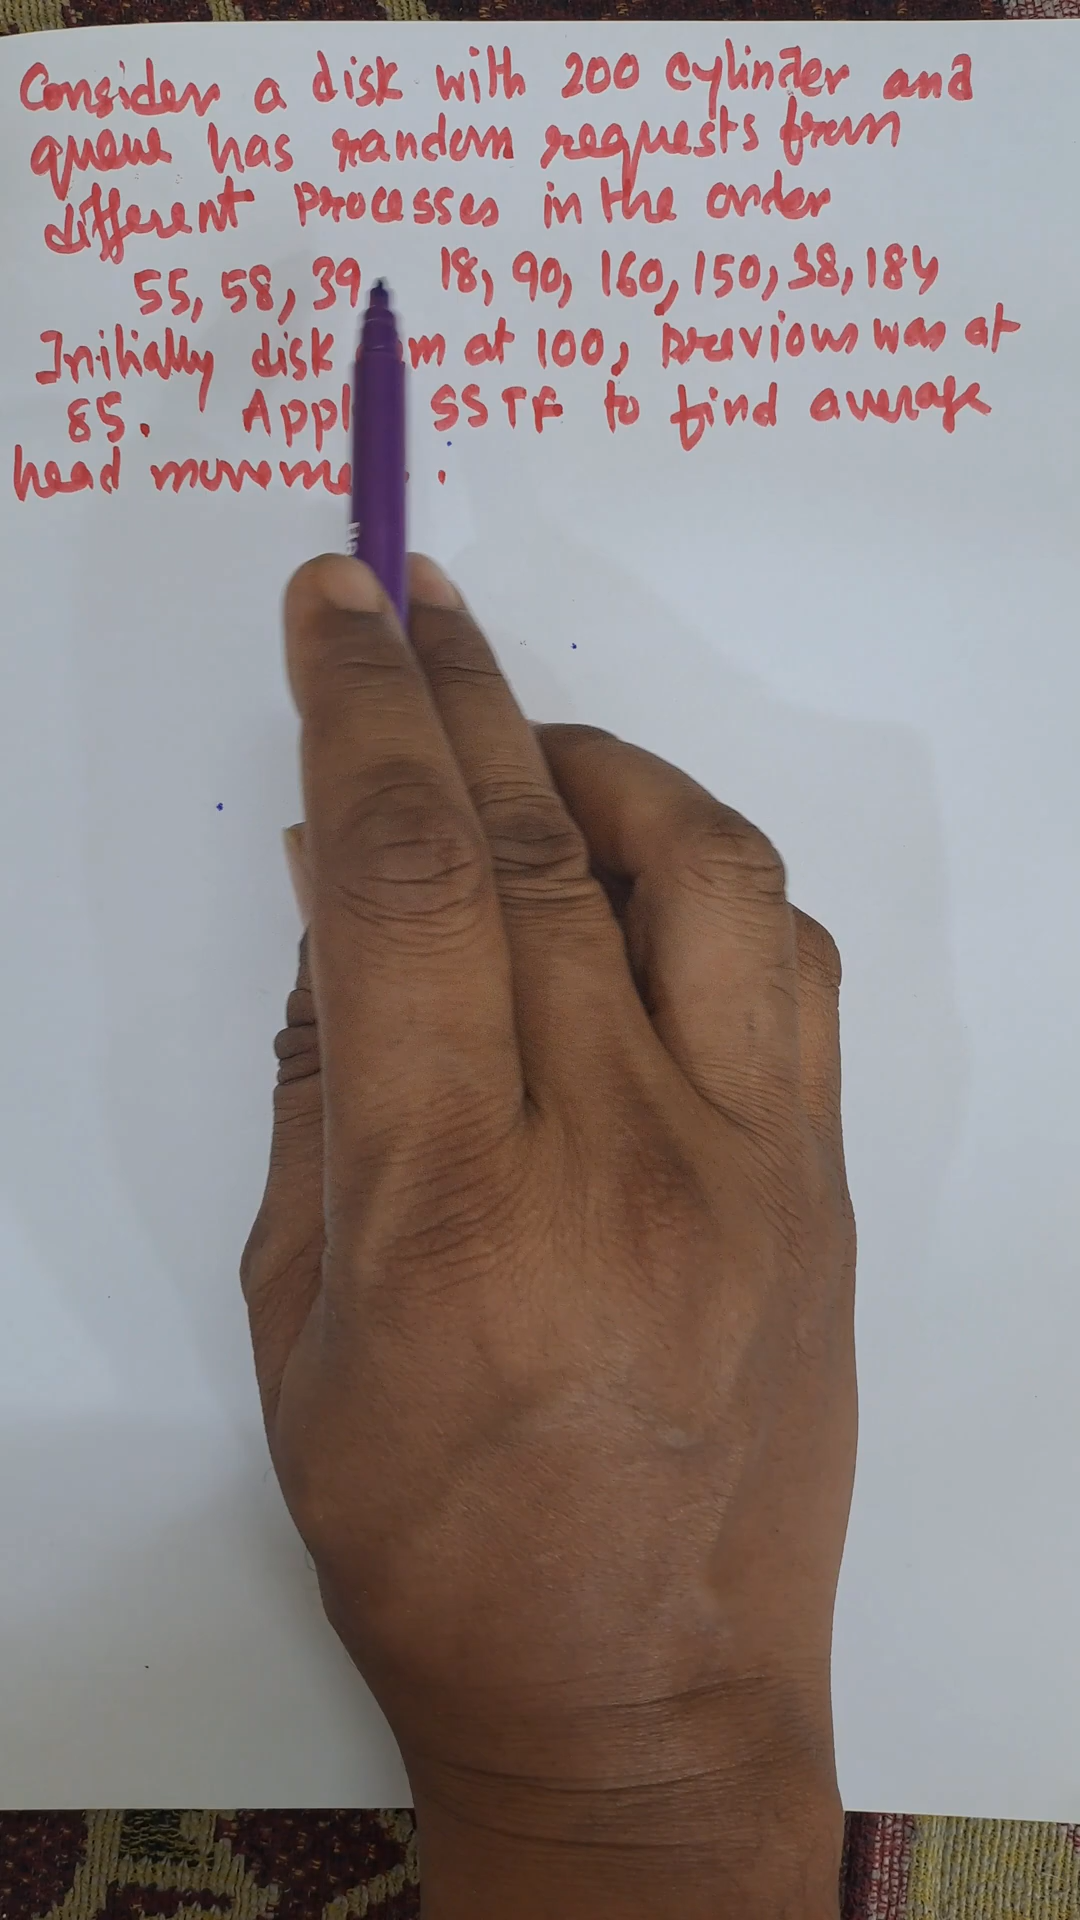 Consider a disk with 200 cylinder and
queue has random requests from
different processes in the order
55, 58, 39, 18, 90, 160, 150, 38, 184
Initially disk at 100, previous was at
85. SSTF to find average
head